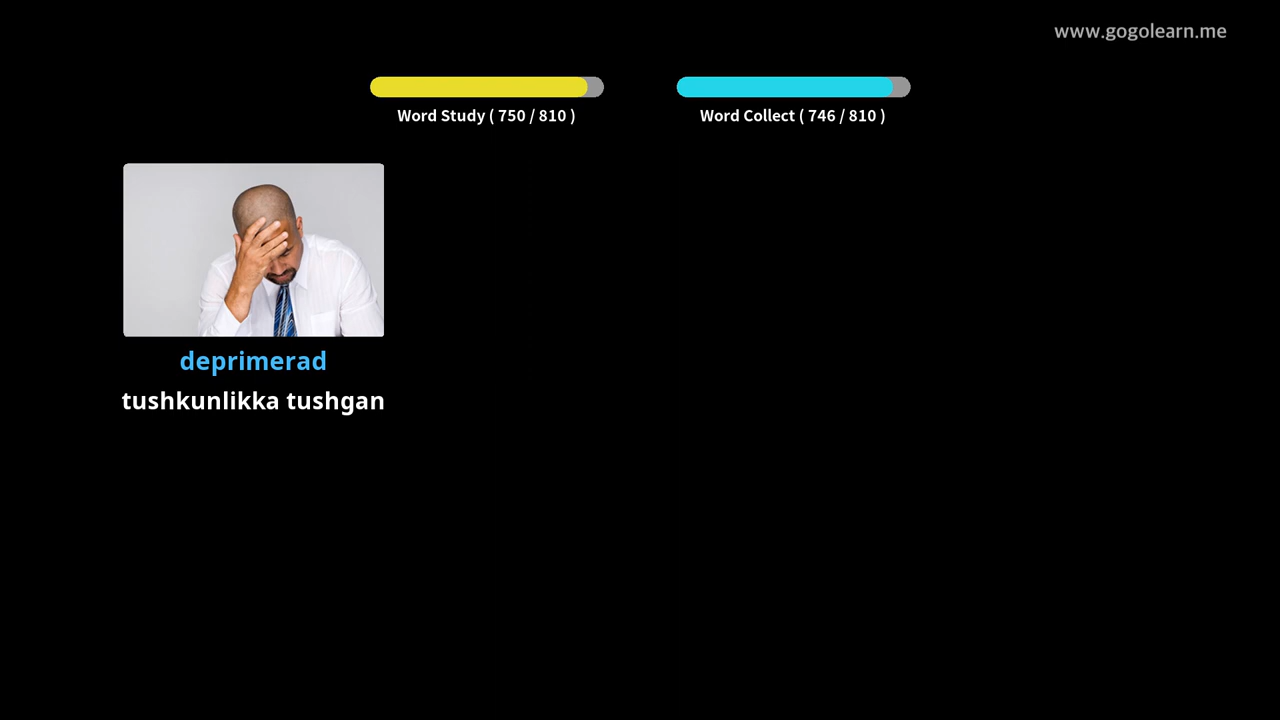 www.gogolearn.me
Word Study ( 750 / 810 )
Word Collect ( 746 / 810 )
deprimerad
tushkunlikka tushgan